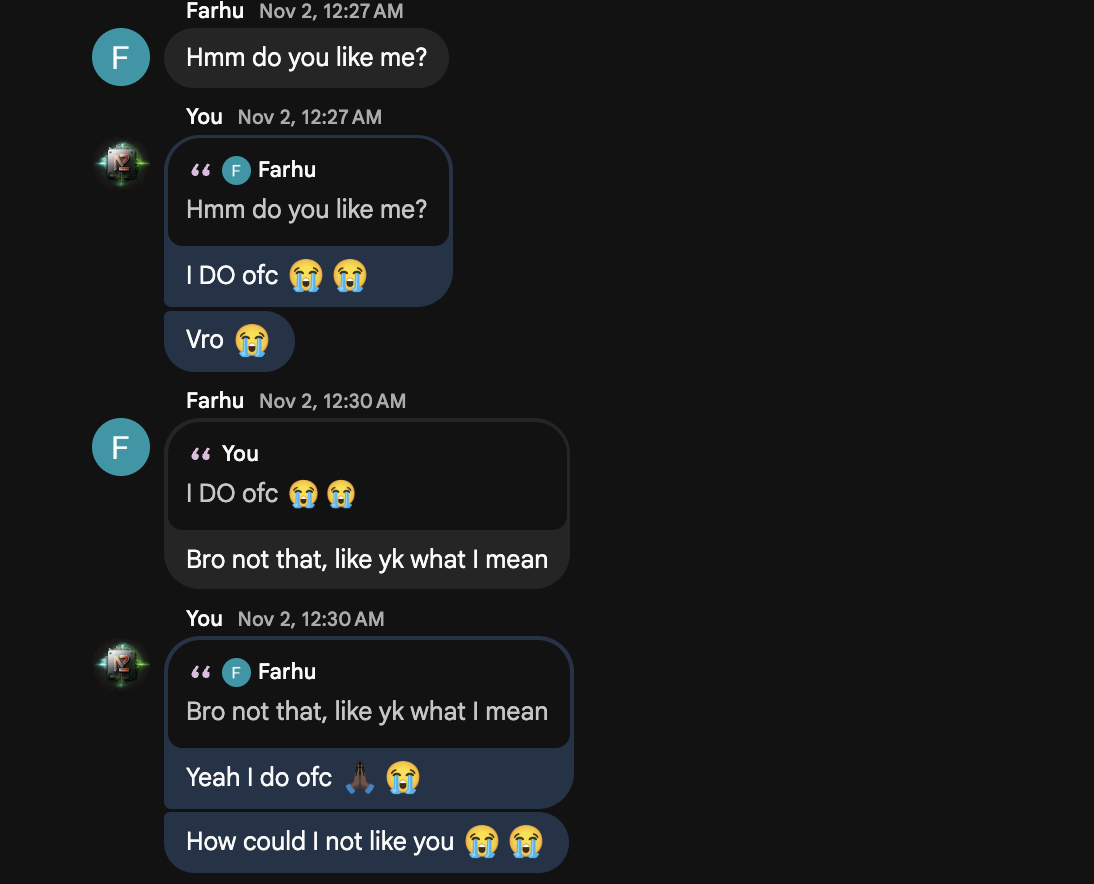 Farhu Nov 2, 12:27 AM
F
Hmm do you like me?
You Nov 2, 12:27 AM
“ F Farhu
Hmm do you like me?
I DO ofc 😭 😭
Vro 😭
Farhu Nov 2, 12:30 AM
F
“ You
I DO ofc 😭 😭
Bro not that, like yk what I mean
You Nov 2, 12:30 AM
“ F Farhu
Bro not that, like yk what I mean
Yeah I do ofc 🙏🏿 😭
How could I not like you 😭 😭